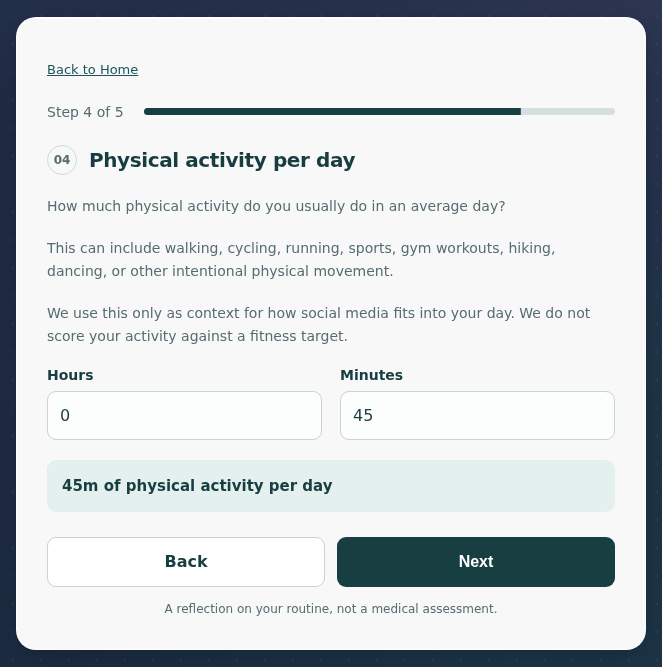 Back to Home
Step 4 of 5
04 Physical activity per day
How much physical activity do you usually do in an average day?
This can include walking, cycling, running, sports, gym workouts, hiking,
dancing, or other intentional physical movement.
We use this only as context for how social media fits into your day. We do not
score your activity against a fitness target.
Hours Minutes
0 45
45m of physical activity per day
Back Next
A reflection on your routine, not a medical assessment.